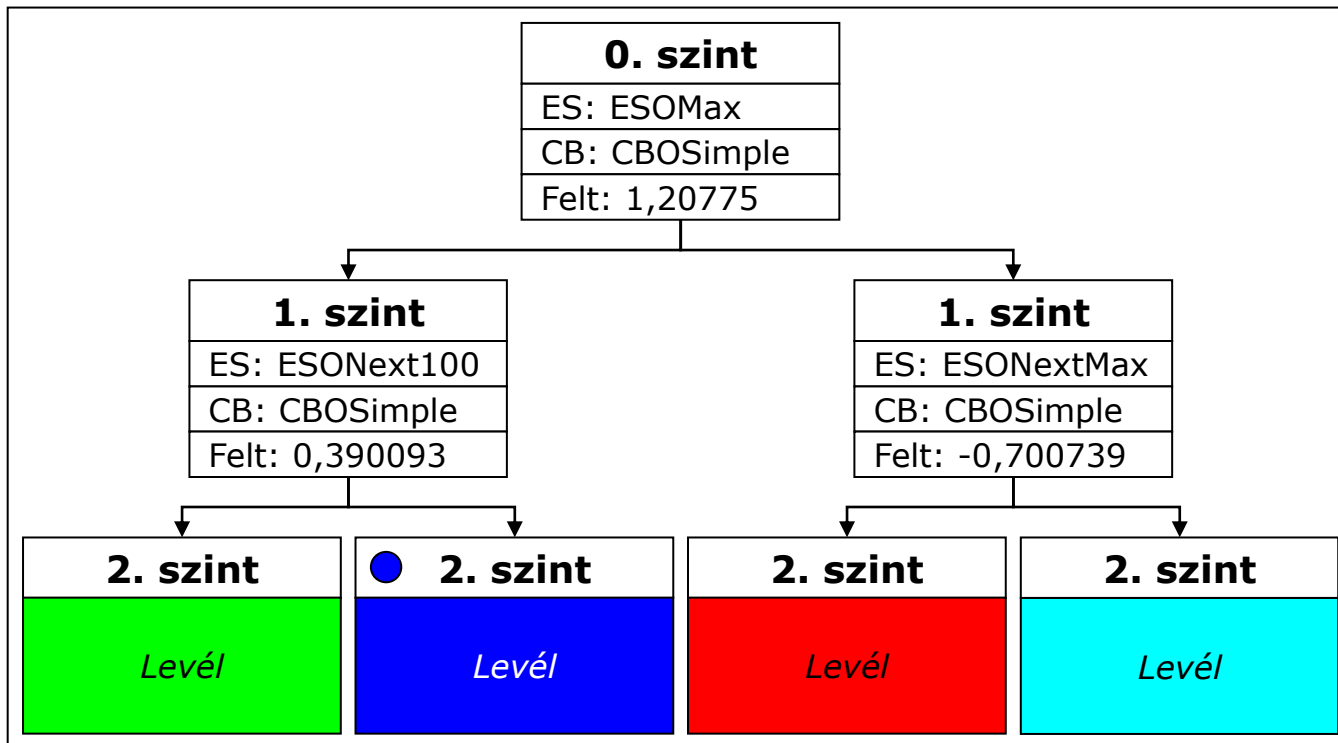 0. szint
ES: ESOMax
CB: CBOSimple
Felt: 1,20775
1. szint
ES: ESONext100
CB: CBOSimple
Felt: 0,390093
1. szint
ES: ESONextMax
CB: CBOSimple
Felt: -0,700739
2. szint
Levél
2. szint
Levél
2. szint
Levél
2. szint
Levél